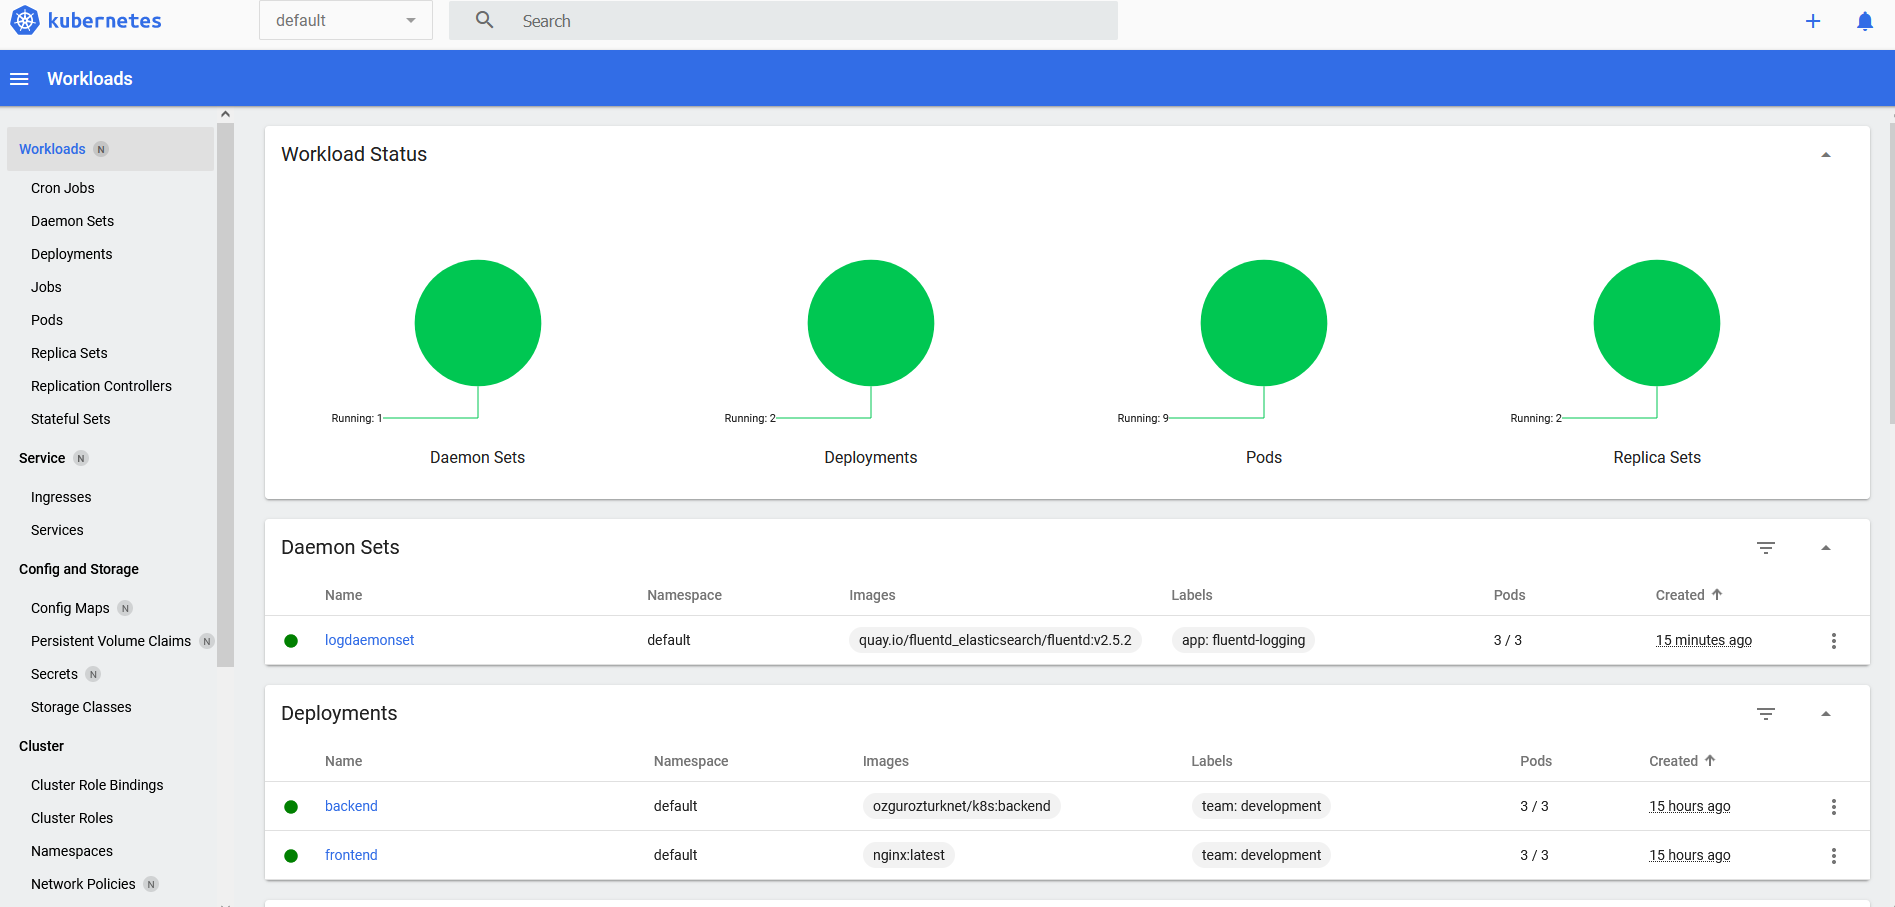 kubernetes
default
Search
Workloads
Workloads N
Cron Jobs
Daemon Sets
Deployments
Jobs
Pods
Replica Sets
Replication Controllers
Stateful Sets
Service N
Ingresses
Services
Config and Storage
Config Maps N
Persistent Volume Claims N
Secrets N
Storage Classes
Cluster
Cluster Role Bindings
Cluster Roles
Namespaces
Network Policies N
Workload Status
Running: 1
Running: 2
Running: 9
Running: 2
Daemon Sets
Deployments
Pods
Replica Sets
Daemon Sets
Name Namespace Images Labels Pods Created
logdaemonset default quay.io/fluentd_elasticsearch/fluentd:v2.5.2 app: fluentd-logging 3 / 3 15 minutes ago
Deployments
Name Namespace Images Labels Pods Created
backend default ozgurozturknet/k8s:backend team: development 3 / 3 15 hours ago
frontend default nginx:latest team: development 3 / 3 15 hours ago